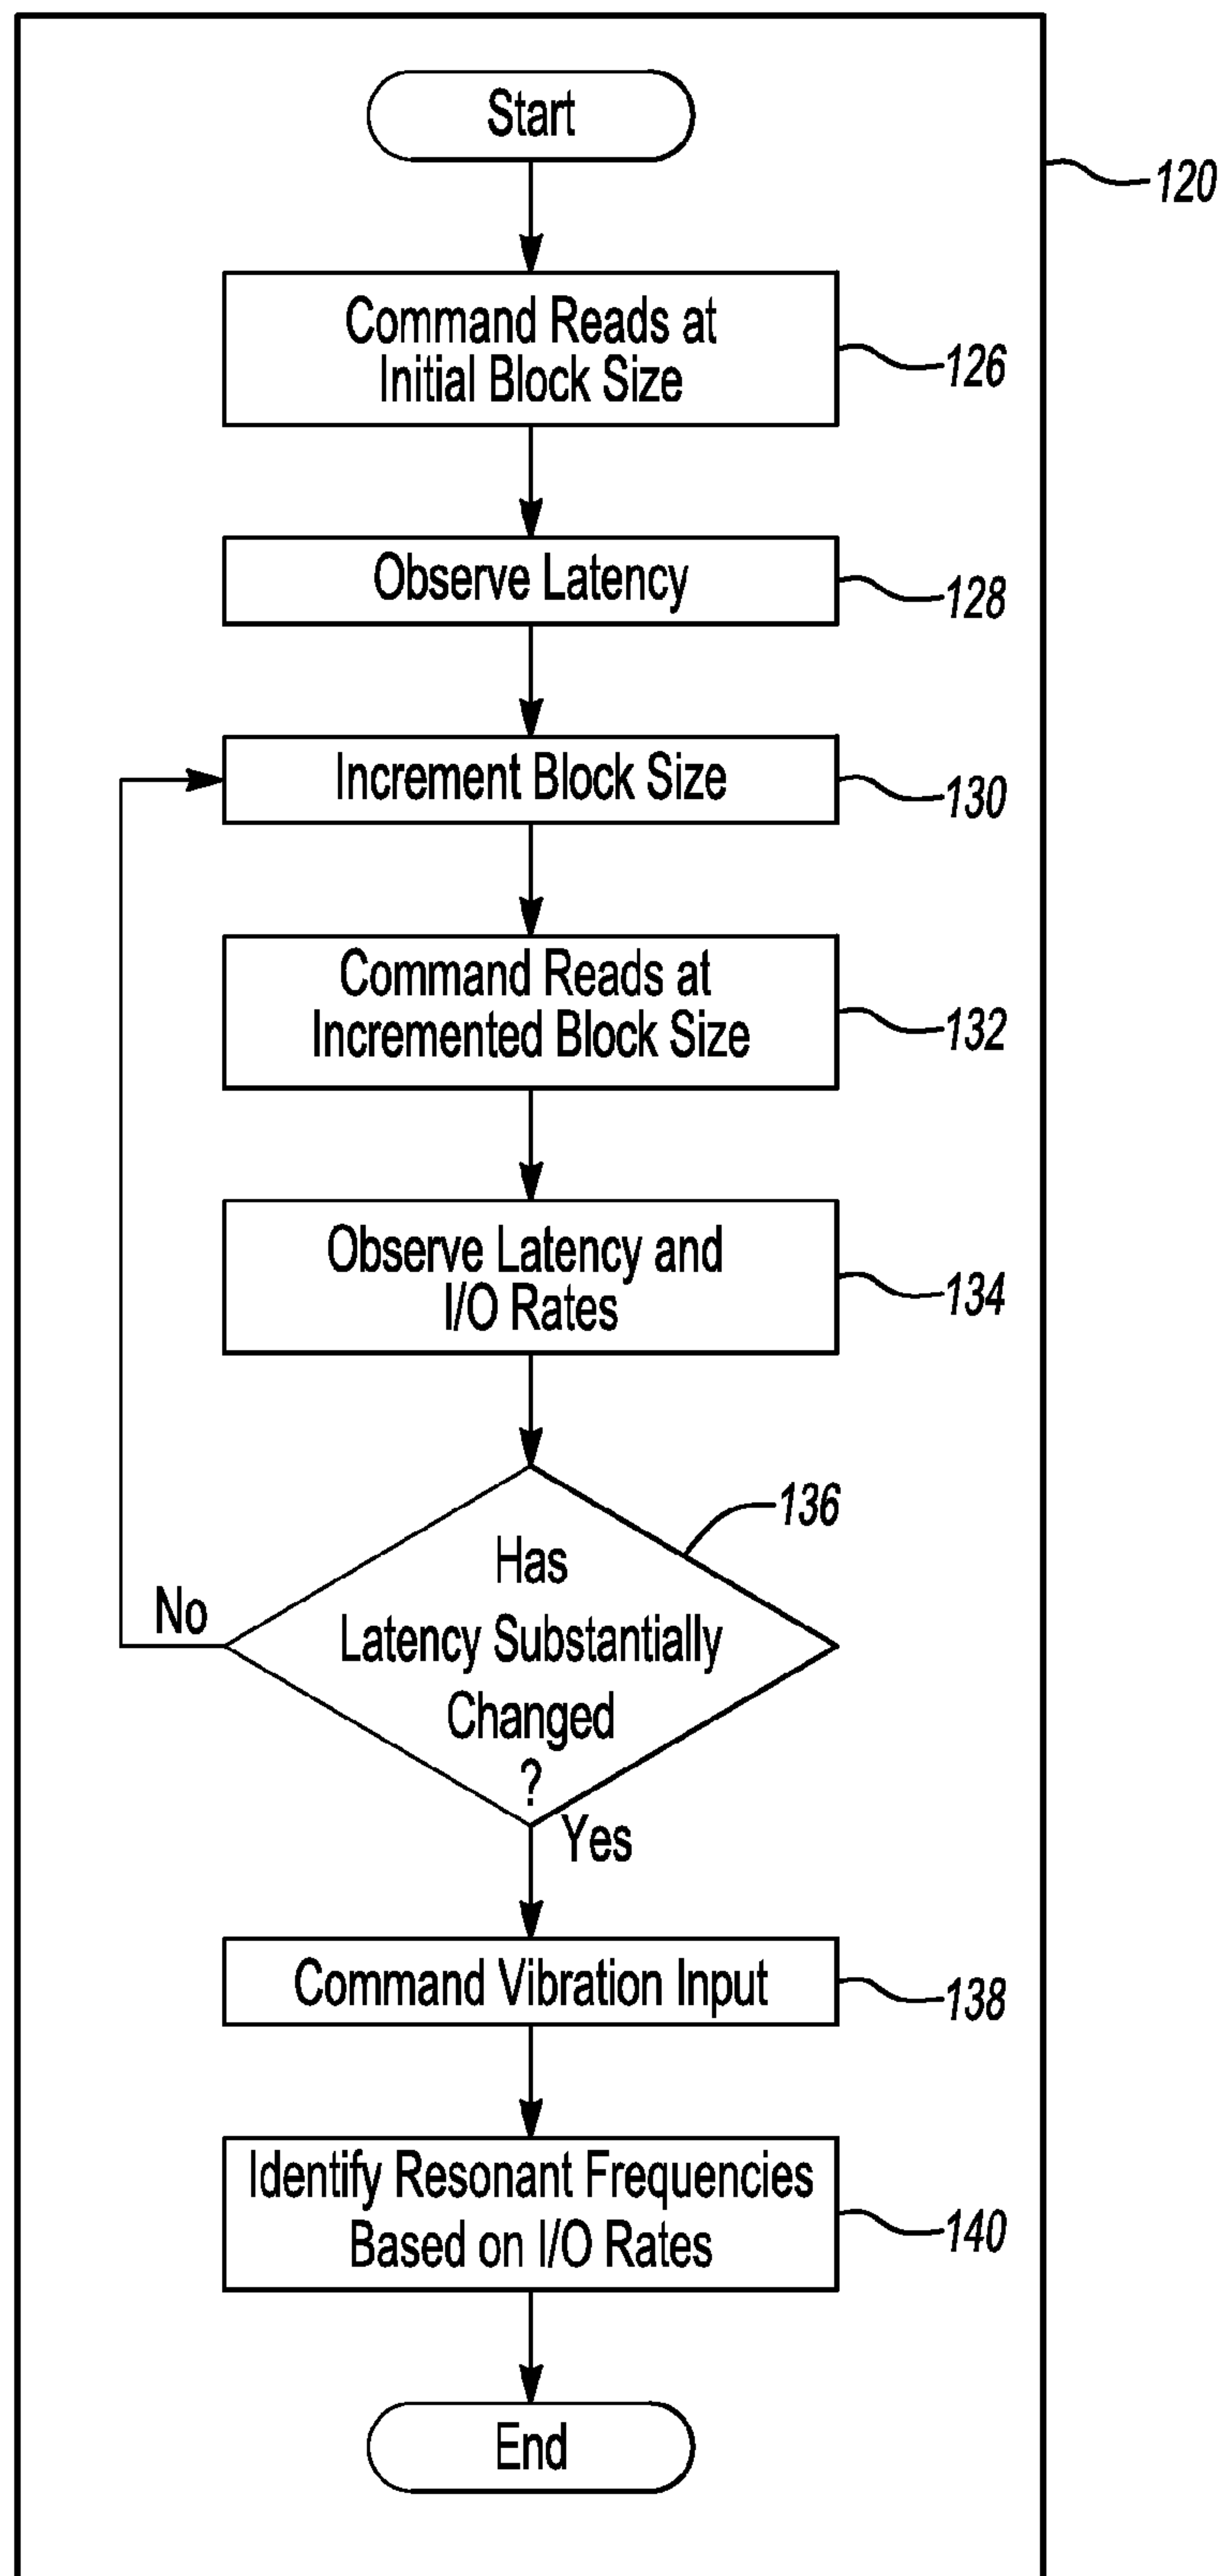 Start
120
Command Reads at
Initial Block Size
126
Observe Latency
128
Increment Block Size
130
Command Reads at
Incremented Block Size
132
Observe Latency and
I/O Rates
134
136
Has
Latency Substantially
Changed
?
No
Yes
Command Vibration Input
138
Identify Resonant Frequencies
Based on I/O Rates
140
End